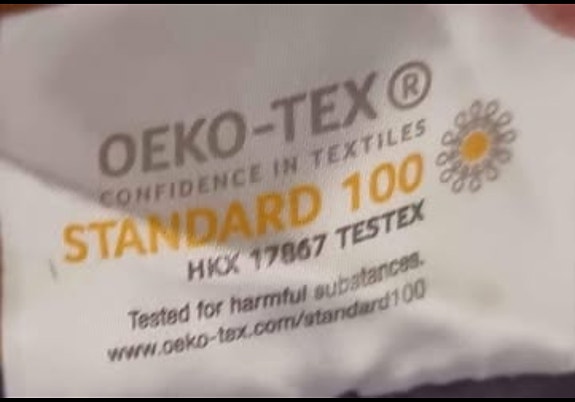 OEKO-TEX®
CONFIDENCE IN TEXTILES
STANDARD 100
HKX 17867 TESTEX
Tested for harmful substances.
www.oeko-tex.com/standard100